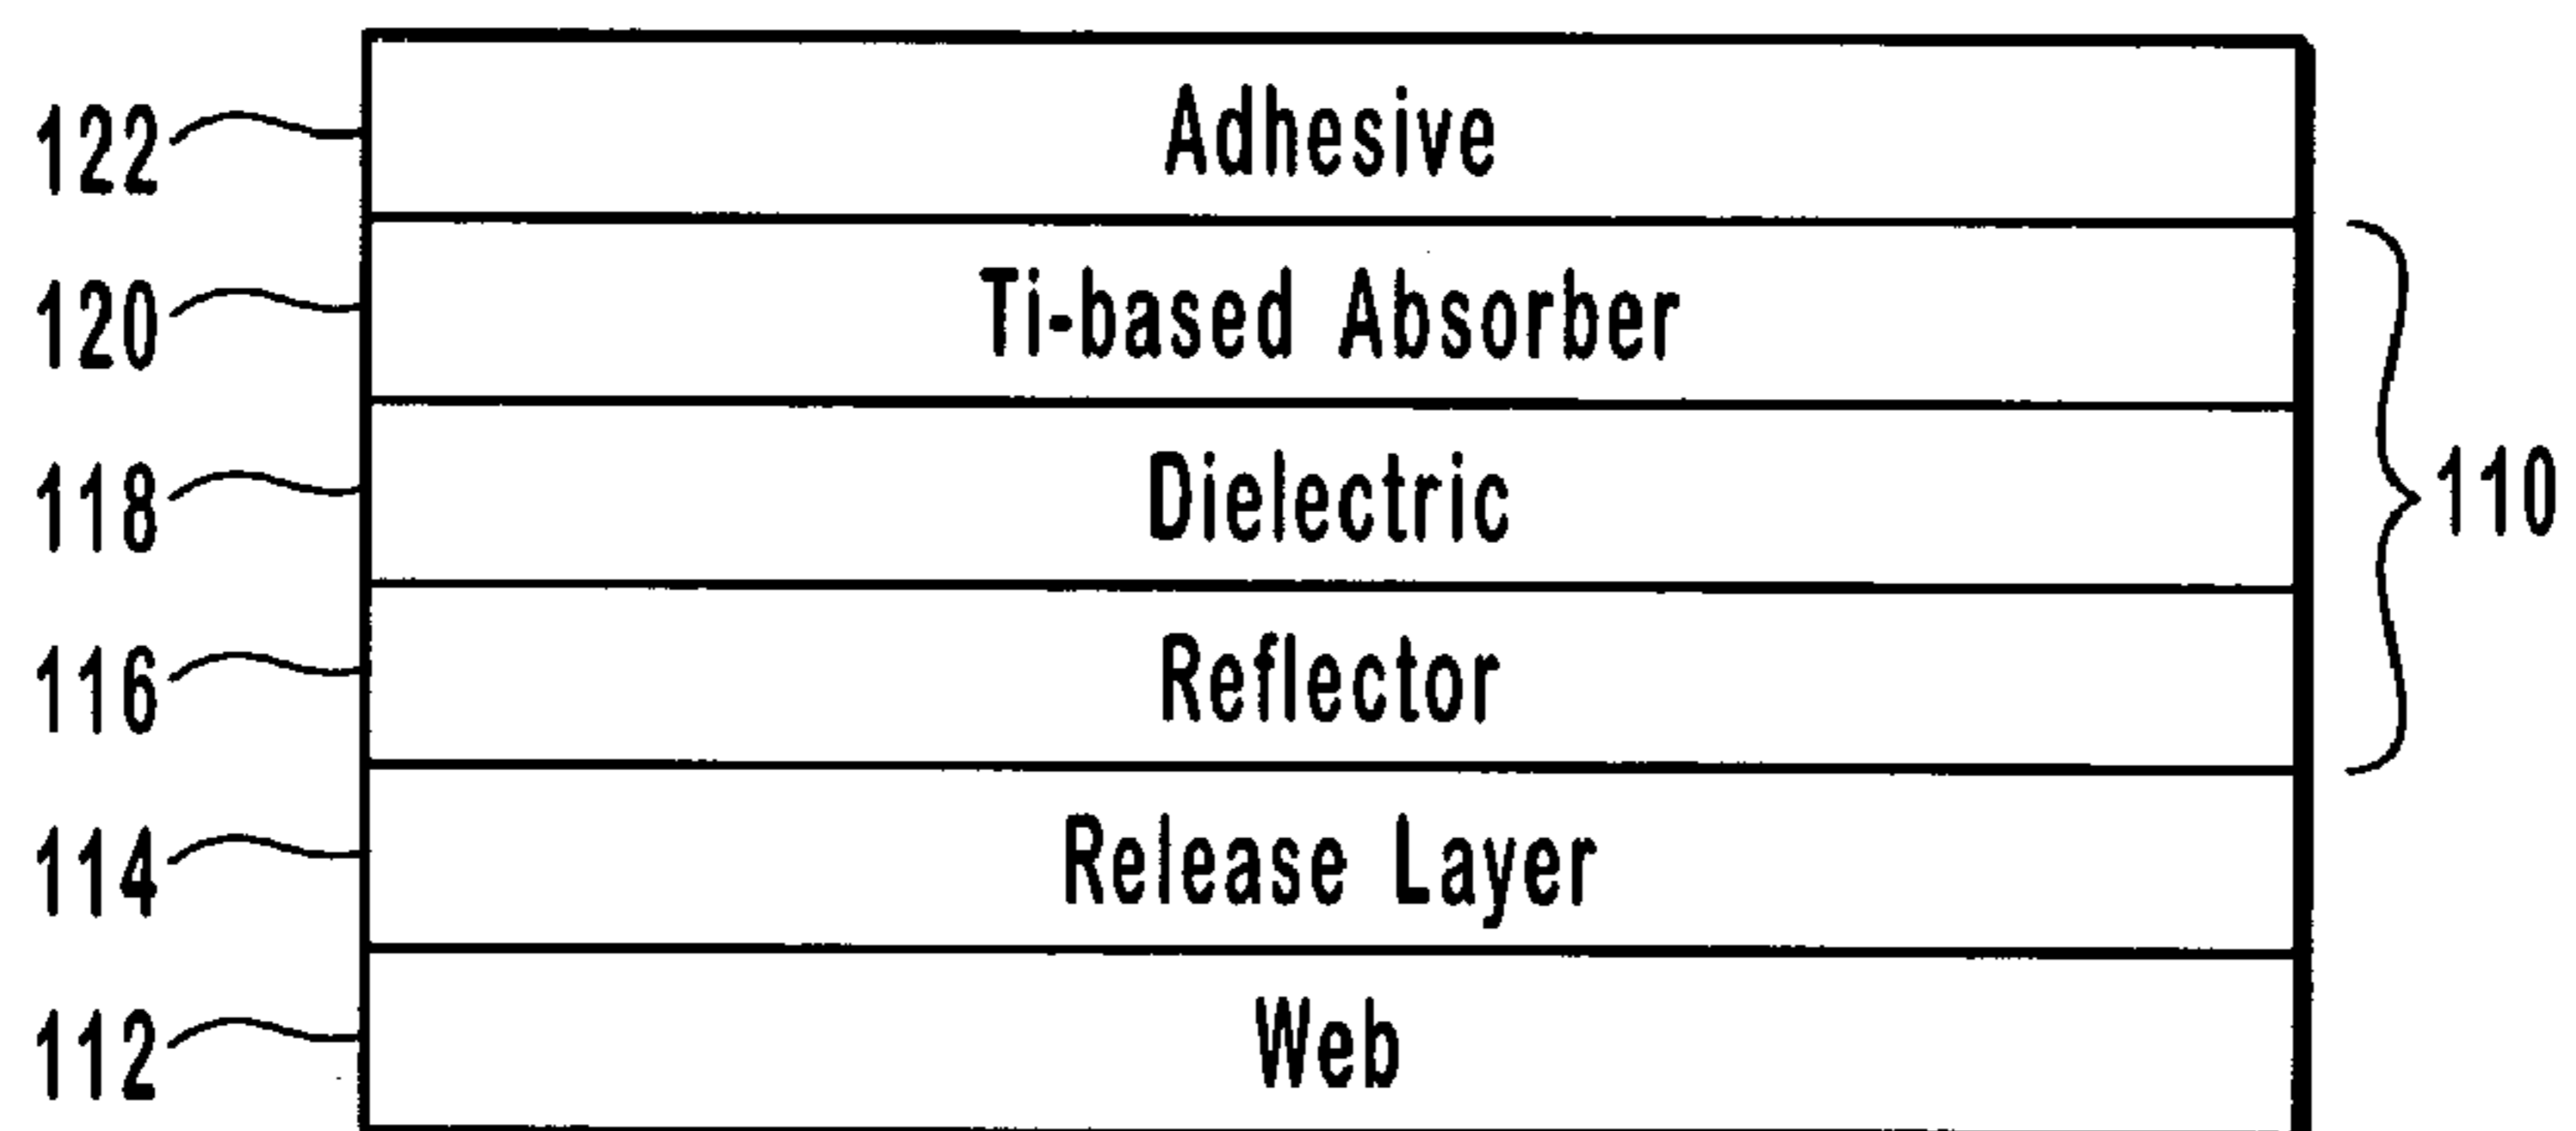 122 Adhesive
120 Ti-based Absorber
118 Dielectric
110
116 Reflector
114 Release Layer
112 Web